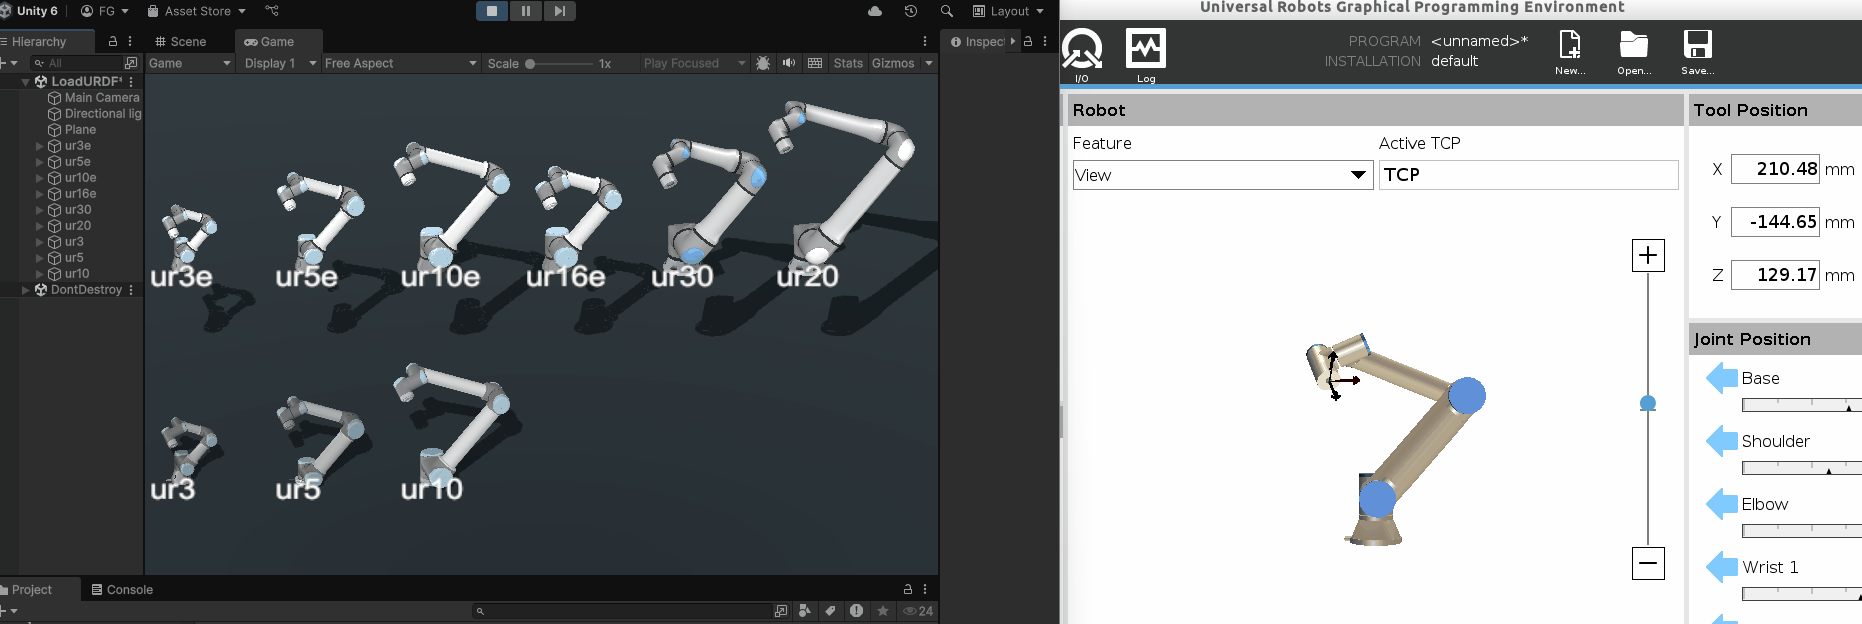 Unity 6 FG Asset Store Layout
Hierarchy Scene Game Inspec
All Game Display 1 Free Aspect Scale 1x Play Focused Stats Gizmos
LoadURDF*
Main Camera
Directional lig
Plane
ur3e
ur5e
ur10e
ur16e
ur30
ur20
ur3
ur5
ur10
DontDestroy
ur3e ur5e ur10e ur16e ur30 ur20
ur3 ur5 ur10
Project Console
24
Universal Robots Graphical Programming Environment
I/O Log
PROGRAM <unnamed>*
INSTALLATION default
New... Open... Save...
Robot
Feature Active TCP
View TCP
+
−
Tool Position
X 210.48 mm
Y -144.65 mm
Z 129.17 mm
Joint Position
Base
Shoulder
Elbow
Wrist 1